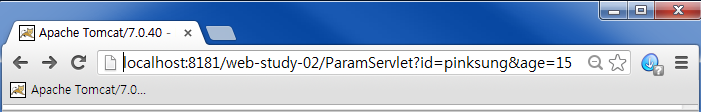 Apache Tomcat/7.0.40 -
localhost:8181/web-study-02/ParamServlet?id=pinksung&age=15
Apache Tomcat/7.0...